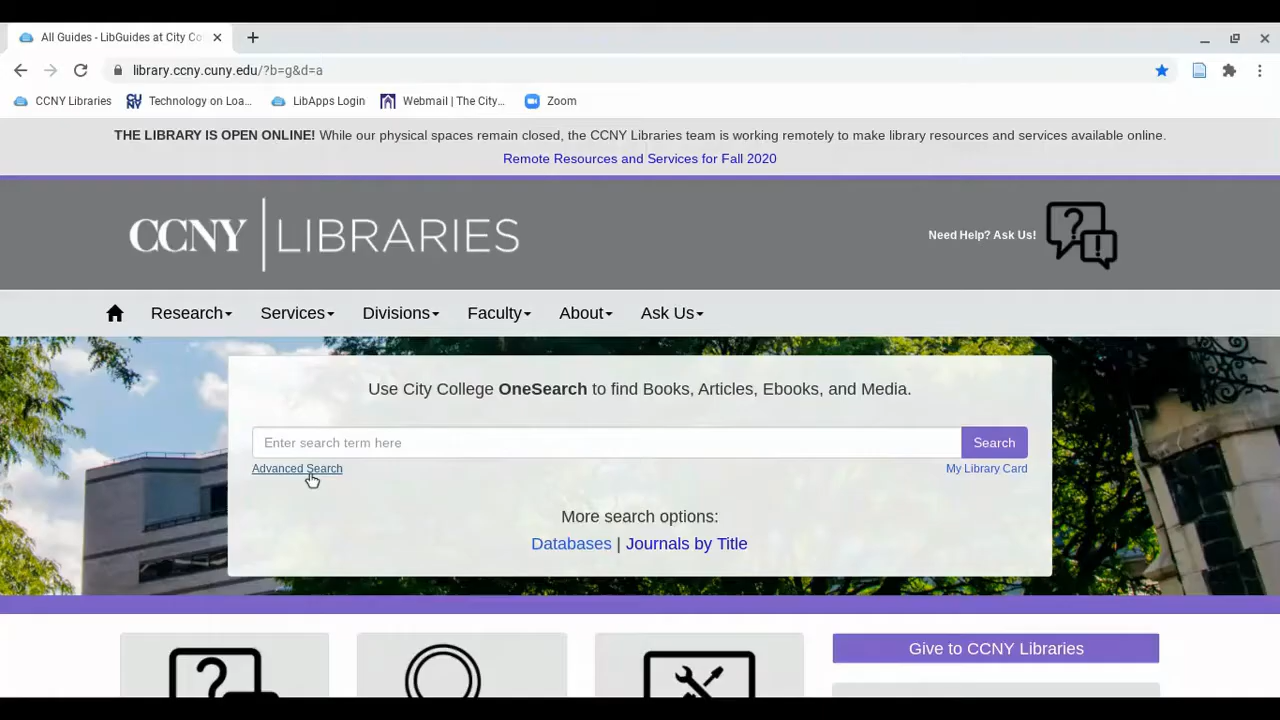 All Guides - LibGuides at City Co
library.ccny.cuny.edu/?b=g&d=a
CCNY Libraries
Technology on Loa...
LibApps Login
Webmail | The City...
Zoom
THE LIBRARY IS OPEN ONLINE! While our physical spaces remain closed, the CCNY Libraries team is working remotely to make library resources and services available online.
Remote Resources and Services for Fall 2020
CCNY LIBRARIES
Need Help? Ask Us!
Research
Services
Divisions
Faculty
About
Ask Us
Use City College OneSearch to find Books, Articles, Ebooks, and Media.
Enter search term here
Search
Advanced Search
My Library Card
More search options:
Databases | Journals by Title
Give to CCNY Libraries